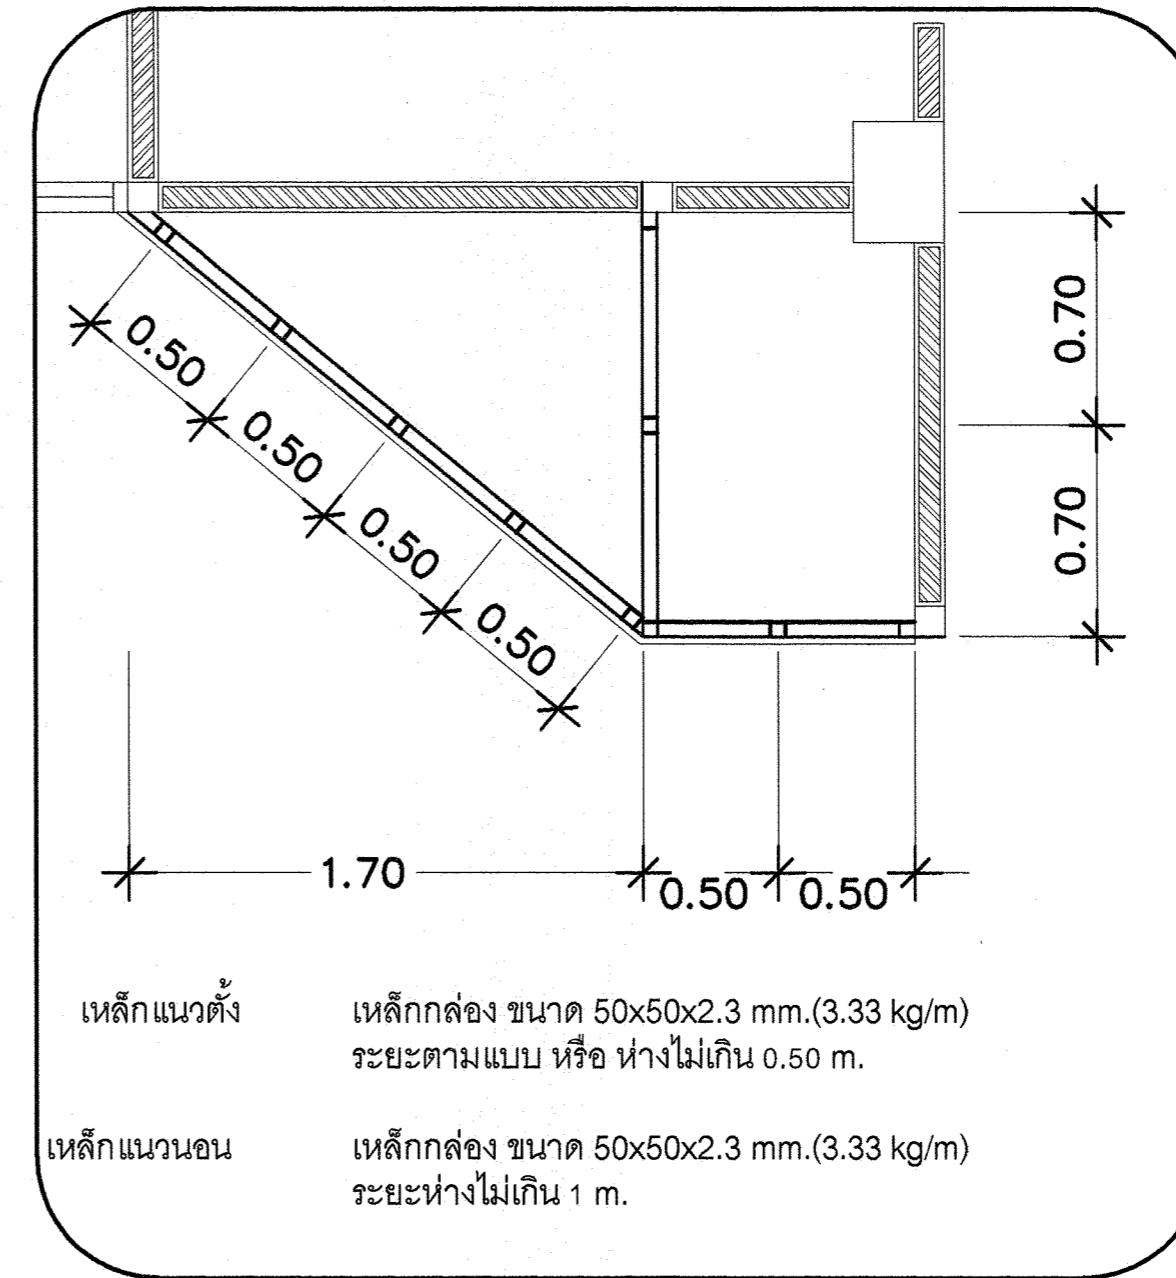 0.50
0.50
0.50
0.50
0.70
0.70
1.70
0.50
0.50
เหล็กแนวตั้ง เหล็กกล่อง ขนาด 50x50x2.3 mm.(3.33 kg/m)
ระยะตามแบบ หรือ ห่างไม่เกิน 0.50 m.
เหล็กแนวนอน เหล็กกล่อง ขนาด 50x50x2.3 mm.(3.33 kg/m)
ระยะห่างไม่เกิน 1 m.